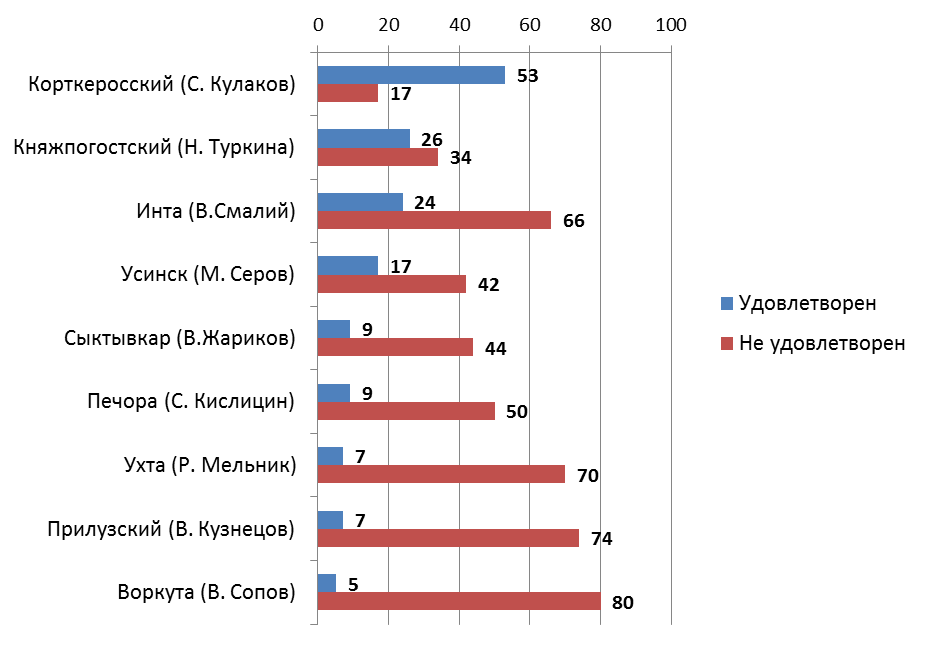 0 20 40 60 80 100
Корткеросский (С. Кулаков)
53
17
Княжпогостский (Н. Туркина)
26
34
Инта (В.Смалий)
24
66
Усинск (М. Серов)
17
42
Сыктывкар (В.Жариков)
9
44
Печора (С. Кислицин)
9
50
Ухта (Р. Мельник)
7
70
Прилузский (В. Кузнецов)
7
74
Воркута (В. Сопов)
5
80
Удовлетворен
Не удовлетворен